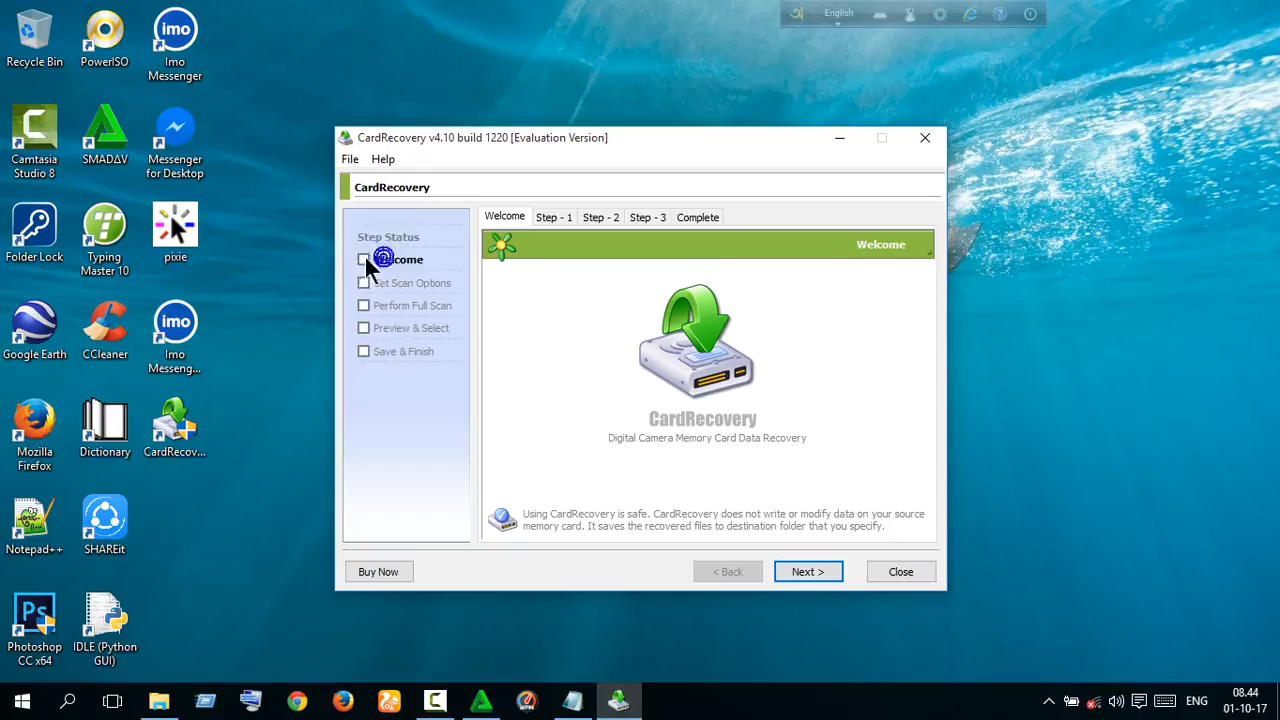 English
Recycle Bin
PowerISO
Imo
Messenger
Camtasia
Studio 8
SMADΔV
Messenger
for Desktop
Folder Lock
Typing
Master 10
pixie
Google Earth
CCleaner
Imo
Messeng...
Mozilla
Firefox
Dictionary
CardRecov...
Notepad++
SHAREit
Photoshop
CC x64
IDLE (Python
GUI)
CardRecovery v4.10 build 1220 [Evaluation Version]
File Help
CardRecovery
Step Status
come
Set Scan Options
Perform Full Scan
Preview & Select
Save & Finish
Welcome Step - 1 Step - 2 Step - 3 Complete
Welcome
CardRecovery
Digital Camera Memory Card Data Recovery
Using CardRecovery is safe. CardRecovery does not write or modify data on your source
memory card. It saves the recovered files to destination folder that you specify.
Buy Now
< Back
Next >
Close
ENG
08.44
01-10-17